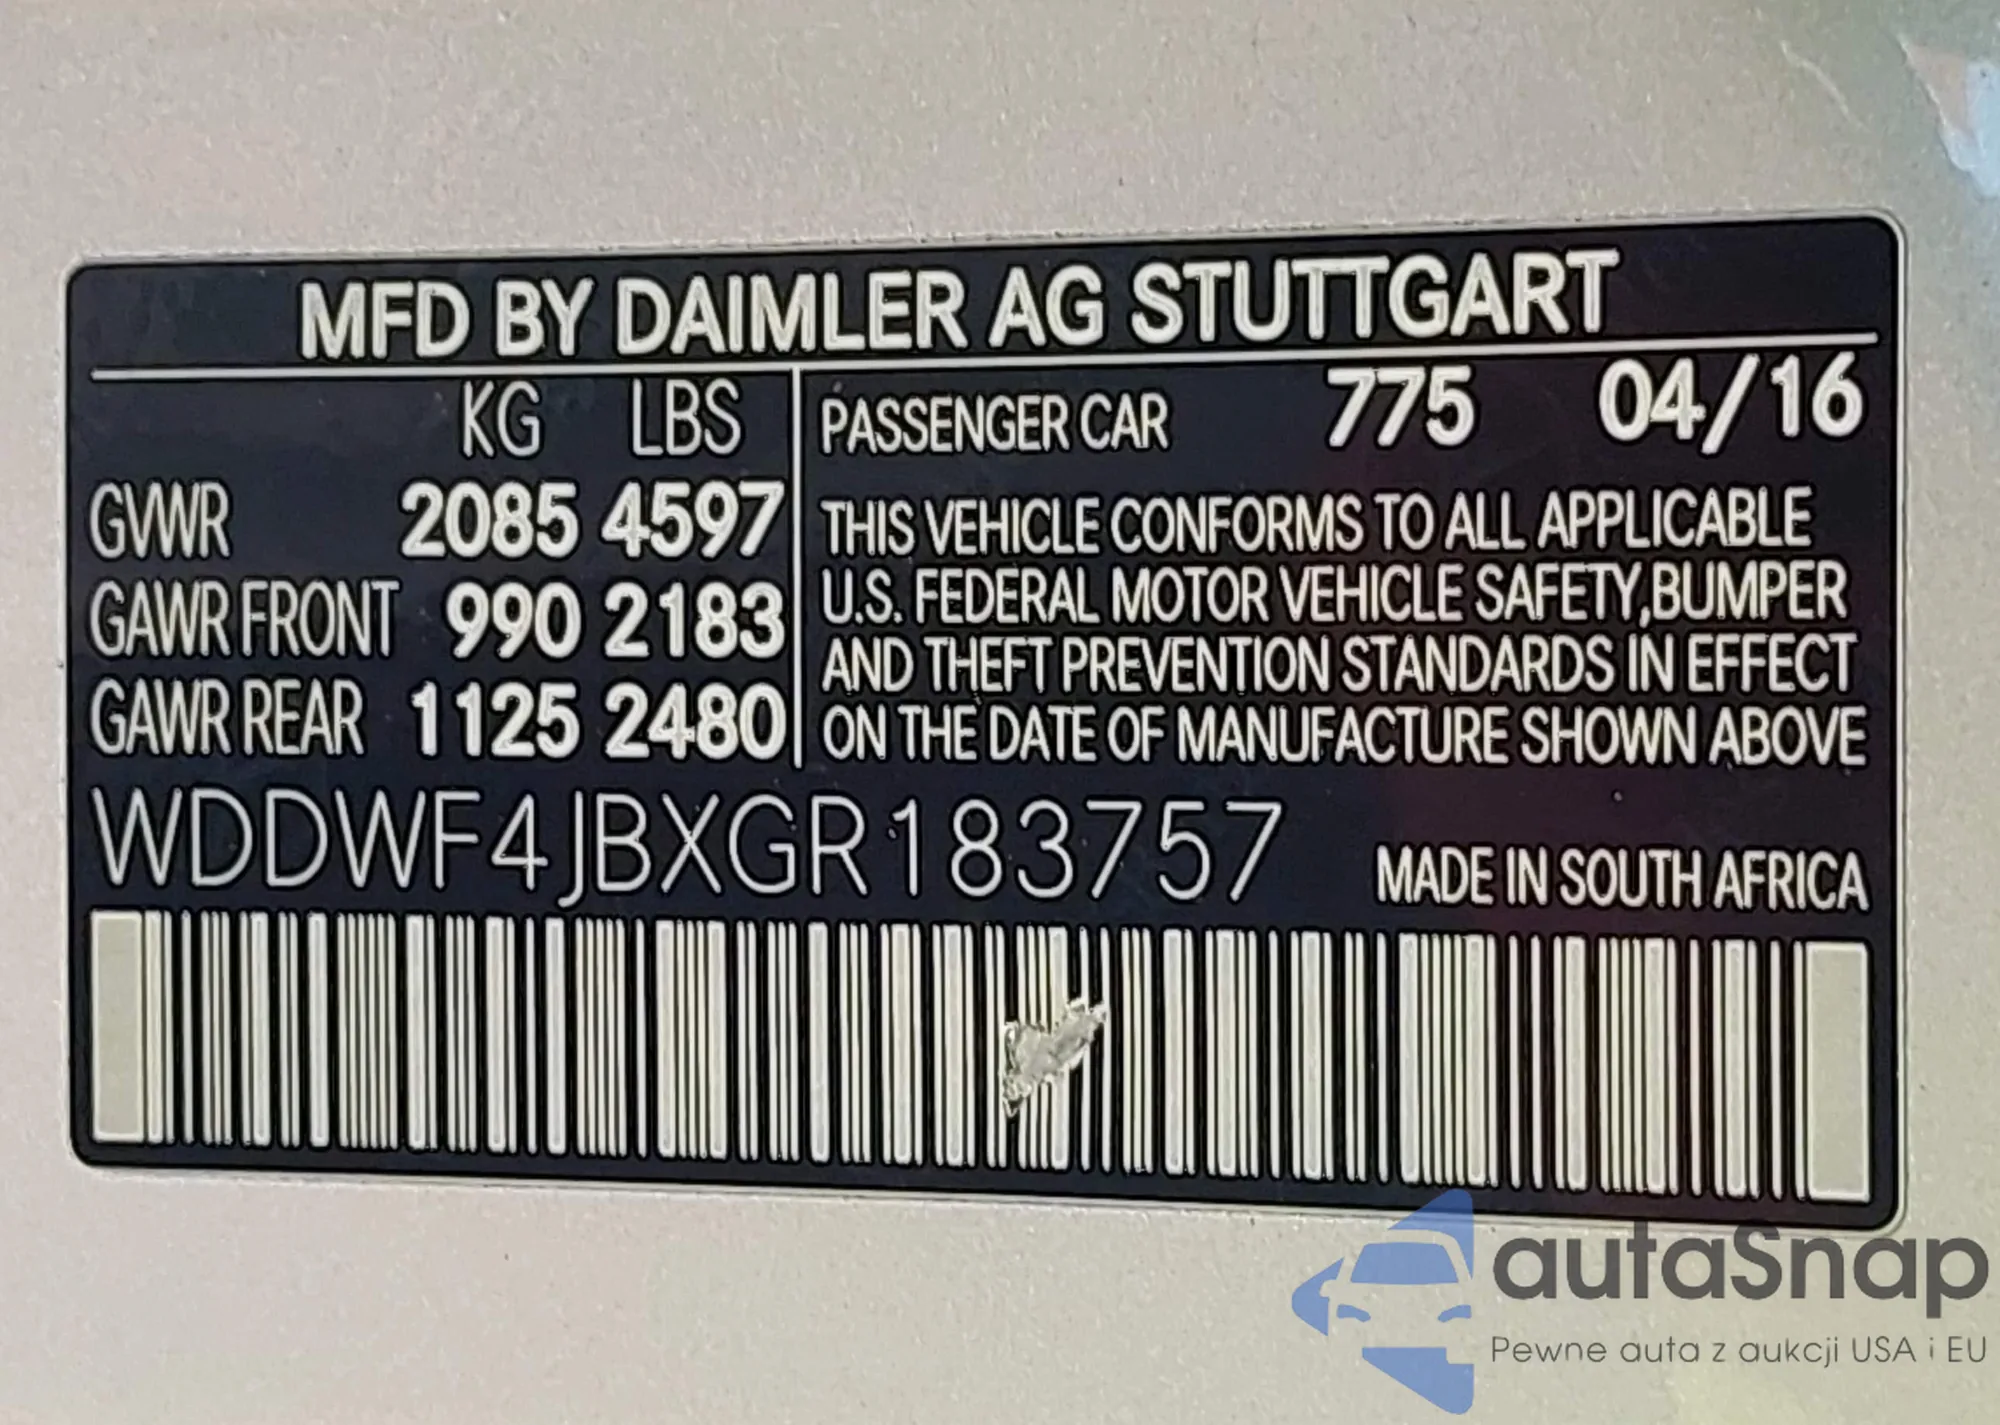 MFD BY DAIMLER AG STUTTGART
KG LBS
GVWR 2085 4597
GAWR FRONT 990 2183
GAWR REAR 1125 2480
PASSENGER CAR 775 04/16
THIS VEHICLE CONFORMS TO ALL APPLICABLE
U.S. FEDERAL MOTOR VEHICLE SAFETY,BUMPER
AND THEFT PREVENTION STANDARDS IN EFFECT
ON THE DATE OF MANUFACTURE SHOWN ABOVE
WDDWF4JBXGR183757
MADE IN SOUTH AFRICA
autaSnap
Pewne auta z aukcji USA i EU